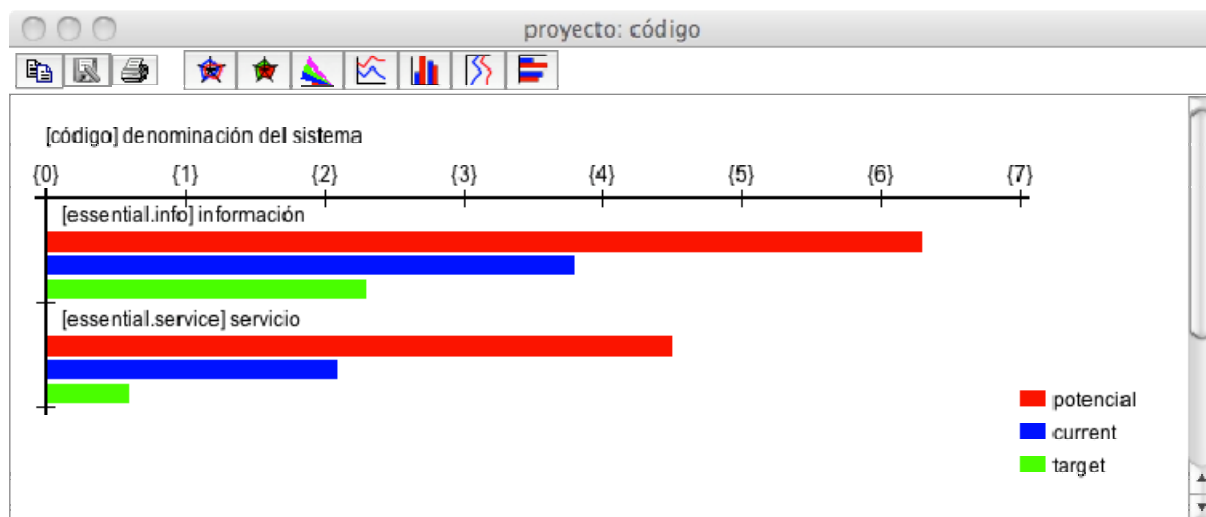 proyecto: código
[código] denominación del sistema
{0} {1} {2} {3} {4} {5} {6} {7}
[essential.info] información
[essential.service] servicio
potencial
current
target